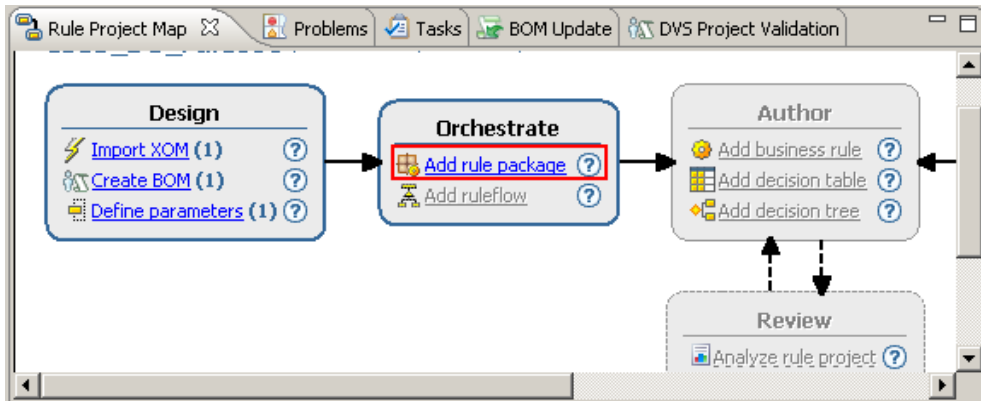 Rule Project Map
Problems
Tasks
BOM Update
DVS Project Validation
Design
Import XOM (1)
Create BOM (1)
Define parameters (1)
Orchestrate
Add rule package
Add ruleflow
Author
Add business rule
Add decision table
Add decision tree
Review
Analyze rule project